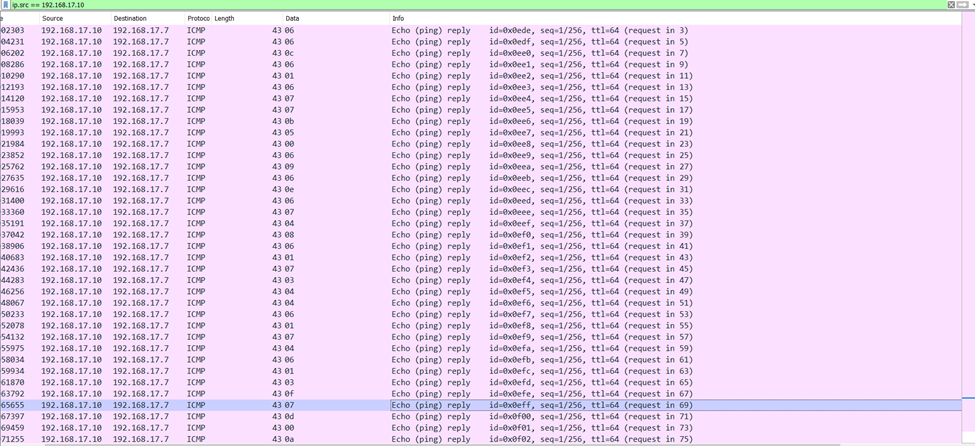 ip.src == 192.168.17.10
Source Destination Protoco Length Data Info
02303 192.168.17.10 192.168.17.7 ICMP 43 06 Echo (ping) reply id=0x0ede, seq=1/256, ttl=64 (request in 3)
04231 192.168.17.10 192.168.17.7 ICMP 43 06 Echo (ping) reply id=0x0edf, seq=1/256, ttl=64 (request in 5)
06202 192.168.17.10 192.168.17.7 ICMP 43 0c Echo (ping) reply id=0x0ee0, seq=1/256, ttl=64 (request in 7)
08286 192.168.17.10 192.168.17.7 ICMP 43 06 Echo (ping) reply id=0x0ee1, seq=1/256, ttl=64 (request in 9)
10290 192.168.17.10 192.168.17.7 ICMP 43 01 Echo (ping) reply id=0x0ee2, seq=1/256, ttl=64 (request in 11)
12193 192.168.17.10 192.168.17.7 ICMP 43 06 Echo (ping) reply id=0x0ee3, seq=1/256, ttl=64 (request in 13)
14120 192.168.17.10 192.168.17.7 ICMP 43 07 Echo (ping) reply id=0x0ee4, seq=1/256, ttl=64 (request in 15)
15953 192.168.17.10 192.168.17.7 ICMP 43 07 Echo (ping) reply id=0x0ee5, seq=1/256, ttl=64 (request in 17)
18039 192.168.17.10 192.168.17.7 ICMP 43 0b Echo (ping) reply id=0x0ee6, seq=1/256, ttl=64 (request in 19)
19993 192.168.17.10 192.168.17.7 ICMP 43 05 Echo (ping) reply id=0x0ee7, seq=1/256, ttl=64 (request in 21)
21984 192.168.17.10 192.168.17.7 ICMP 43 00 Echo (ping) reply id=0x0ee8, seq=1/256, ttl=64 (request in 23)
23852 192.168.17.10 192.168.17.7 ICMP 43 06 Echo (ping) reply id=0x0ee9, seq=1/256, ttl=64 (request in 25)
25762 192.168.17.10 192.168.17.7 ICMP 43 09 Echo (ping) reply id=0x0eea, seq=1/256, ttl=64 (request in 27)
27635 192.168.17.10 192.168.17.7 ICMP 43 06 Echo (ping) reply id=0x0eeb, seq=1/256, ttl=64 (request in 29)
29616 192.168.17.10 192.168.17.7 ICMP 43 0e Echo (ping) reply id=0x0eec, seq=1/256, ttl=64 (request in 31)
31400 192.168.17.10 192.168.17.7 ICMP 43 06 Echo (ping) reply id=0x0eed, seq=1/256, ttl=64 (request in 33)
33360 192.168.17.10 192.168.17.7 ICMP 43 07 Echo (ping) reply id=0x0eee, seq=1/256, ttl=64 (request in 35)
35191 192.168.17.10 192.168.17.7 ICMP 43 04 Echo (ping) reply id=0x0eef, seq=1/256, ttl=64 (request in 37)
37042 192.168.17.10 192.168.17.7 ICMP 43 08 Echo (ping) reply id=0x0ef0, seq=1/256, ttl=64 (request in 39)
38906 192.168.17.10 192.168.17.7 ICMP 43 06 Echo (ping) reply id=0x0ef1, seq=1/256, ttl=64 (request in 41)
40683 192.168.17.10 192.168.17.7 ICMP 43 01 Echo (ping) reply id=0x0ef2, seq=1/256, ttl=64 (request in 43)
42436 192.168.17.10 192.168.17.7 ICMP 43 07 Echo (ping) reply id=0x0ef3, seq=1/256, ttl=64 (request in 45)
44283 192.168.17.10 192.168.17.7 ICMP 43 03 Echo (ping) reply id=0x0ef4, seq=1/256, ttl=64 (request in 47)
46256 192.168.17.10 192.168.17.7 ICMP 43 04 Echo (ping) reply id=0x0ef5, seq=1/256, ttl=64 (request in 49)
48067 192.168.17.10 192.168.17.7 ICMP 43 04 Echo (ping) reply id=0x0ef6, seq=1/256, ttl=64 (request in 51)
50233 192.168.17.10 192.168.17.7 ICMP 43 06 Echo (ping) reply id=0x0ef7, seq=1/256, ttl=64 (request in 53)
52078 192.168.17.10 192.168.17.7 ICMP 43 01 Echo (ping) reply id=0x0ef8, seq=1/256, ttl=64 (request in 55)
54132 192.168.17.10 192.168.17.7 ICMP 43 07 Echo (ping) reply id=0x0ef9, seq=1/256, ttl=64 (request in 57)
55975 192.168.17.10 192.168.17.7 ICMP 43 04 Echo (ping) reply id=0x0efa, seq=1/256, ttl=64 (request in 59)
58034 192.168.17.10 192.168.17.7 ICMP 43 06 Echo (ping) reply id=0x0efb, seq=1/256, ttl=64 (request in 61)
59934 192.168.17.10 192.168.17.7 ICMP 43 01 Echo (ping) reply id=0x0efc, seq=1/256, ttl=64 (request in 63)
61870 192.168.17.10 192.168.17.7 ICMP 43 03 Echo (ping) reply id=0x0efd, seq=1/256, ttl=64 (request in 65)
63792 192.168.17.10 192.168.17.7 ICMP 43 0f Echo (ping) reply id=0x0efe, seq=1/256, ttl=64 (request in 67)
65655 192.168.17.10 192.168.17.7 ICMP 43 07 Echo (ping) reply id=0x0eff, seq=1/256, ttl=64 (request in 69)
67397 192.168.17.10 192.168.17.7 ICMP 43 0d Echo (ping) reply id=0x0f00, seq=1/256, ttl=64 (request in 71)
69459 192.168.17.10 192.168.17.7 ICMP 43 00 Echo (ping) reply id=0x0f01, seq=1/256, ttl=64 (request in 73)
71255 192.168.17.10 192.168.17.7 ICMP 43 0a Echo (ping) reply id=0x0f02, seq=1/256, ttl=64 (request in 75)